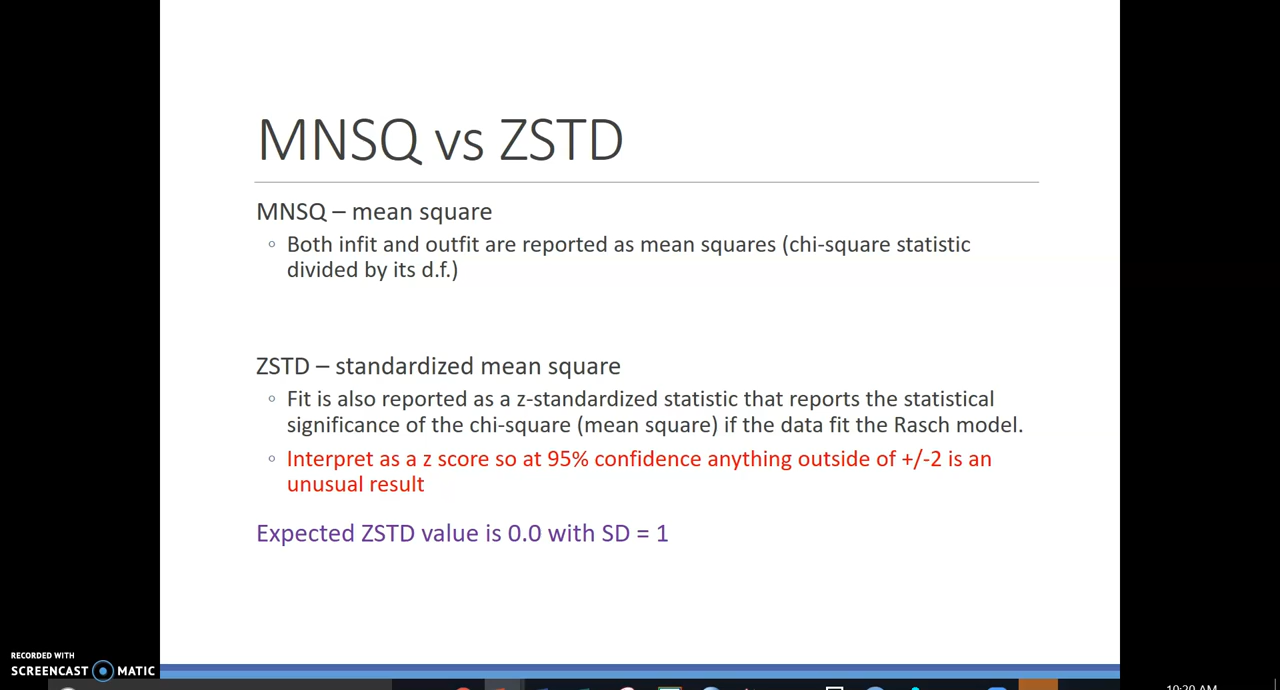 MNSQ vs ZSTD
MNSQ – mean square
◦ Both infit and outfit are reported as mean squares (chi-square statistic
divided by its d.f.)
ZSTD – standardized mean square
◦ Fit is also reported as a z-standardized statistic that reports the statistical
significance of the chi-square (mean square) if the data fit the Rasch model.
◦ Interpret as a z score so at 95% confidence anything outside of +/-2 is an
unusual result
Expected ZSTD value is 0.0 with SD = 1
RECORDED WITH
SCREENCAST MATIC
10:20 AM